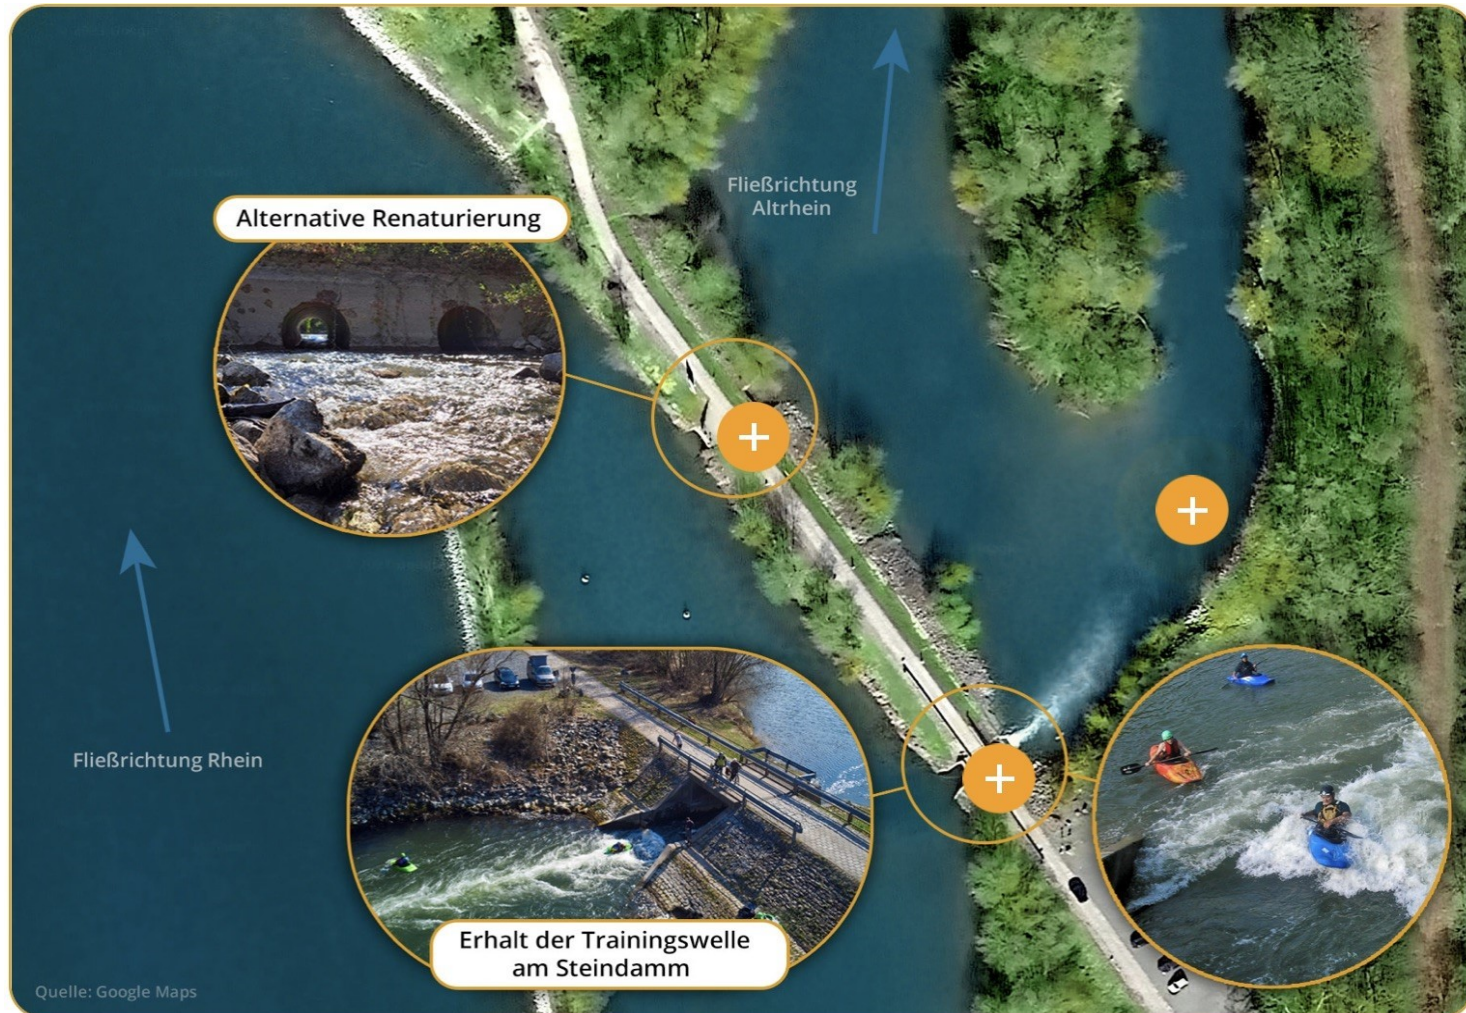 Fließrichtung
Altrhein
Alternative Renaturierung
Fließrichtung Rhein
Erhalt der Trainingswelle
am Steindamm
Quelle: Google Maps